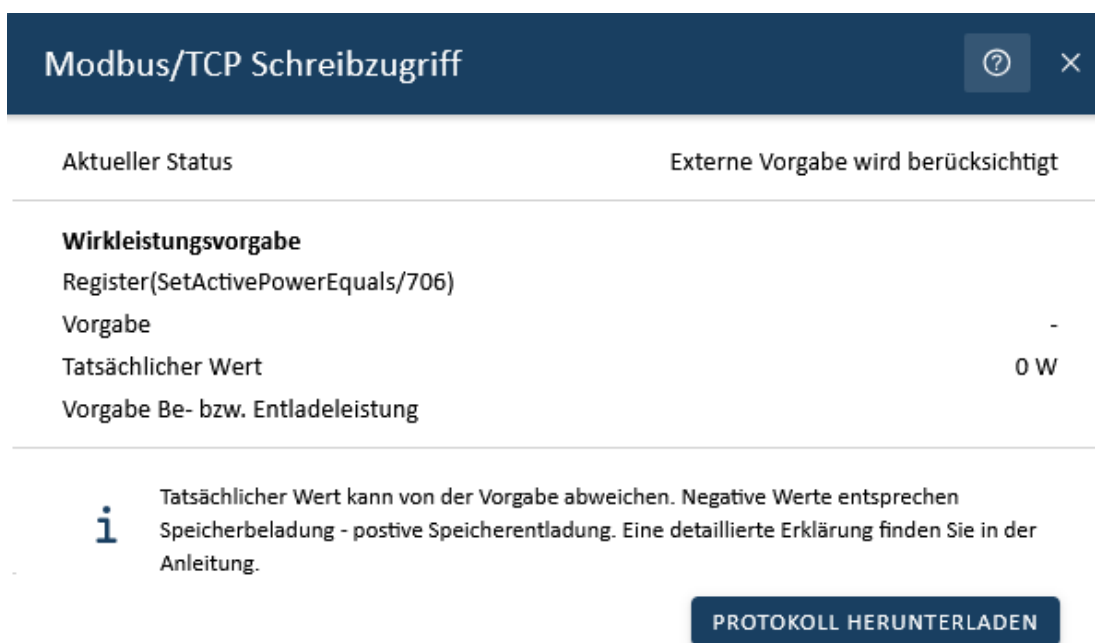 Modbus/TCP Schreibzugriff
Aktueller Status Externe Vorgabe wird berücksichtigt
Wirkleistungsvorgabe
Register(SetActivePowerEquals/706)
Vorgabe -
Tatsächlicher Wert 0 W
Vorgabe Be- bzw. Entladeleistung
Tatsächlicher Wert kann von der Vorgabe abweichen. Negative Werte entsprechen
Speicherbeladung - postive Speicherentladung. Eine detaillierte Erklärung finden Sie in der
Anleitung.
PROTOKOLL HERUNTERLADEN